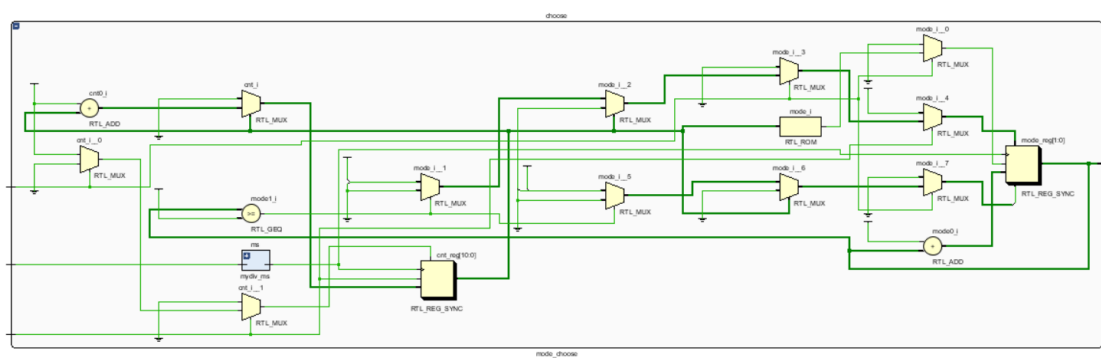 choose
mode_i__0
RTL_MUX
mode_i__3
RTL_MUX
cnt0_i
RTL_ADD
cnt_i
RTL_MUX
mode_i__2
RTL_MUX
mode_i
RTL_ROM
mode_i__4
RTL_MUX
cnt_i__0
RTL_MUX
mode_reg[1:0]
RTL_REG_SYNC
mode_i__1
RTL_MUX
mode_i__5
RTL_MUX
mode_i__6
RTL_MUX
mode_i__7
RTL_MUX
mode1_i
RTL_GEQ
mode0_i
RTL_ADD
ms
mydiv_ms
cnt_reg[10:0]
RTL_REG_SYNC
cnt_i__1
RTL_MUX
mode_choose